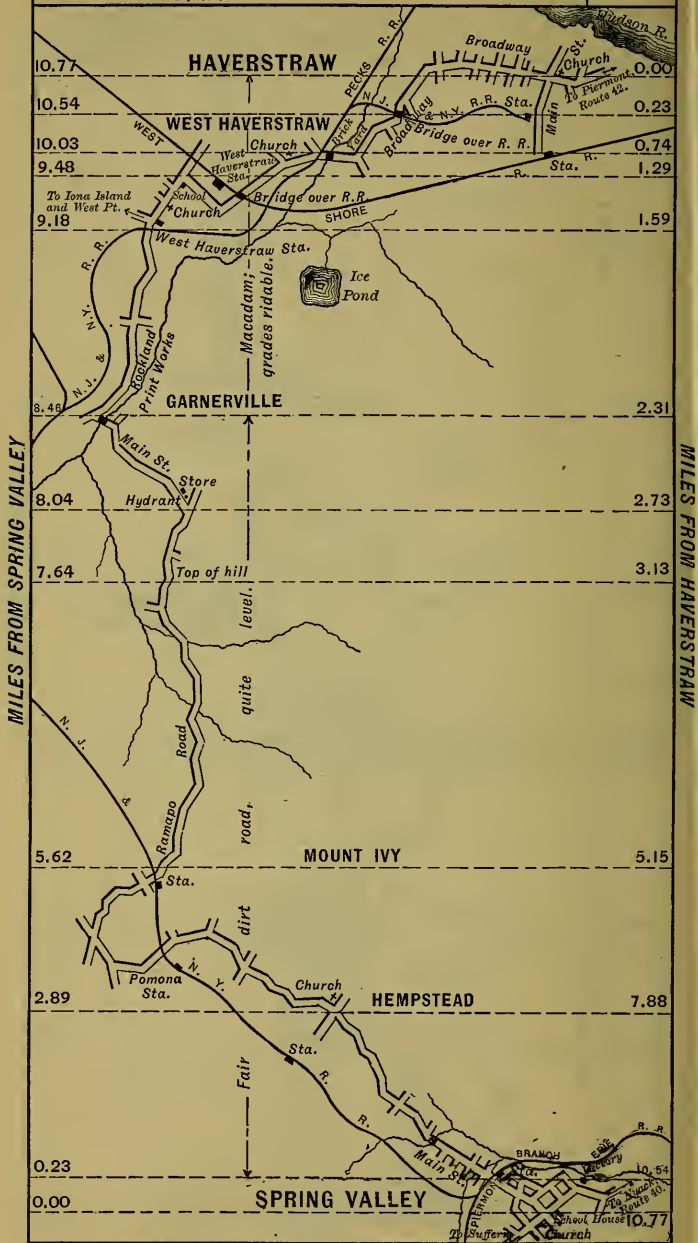 Hudson R.
Broadway
St.
Church
PECKS R. R.
10.77 HAVERSTRAW 0.00
To Piermont,
Route 42.
10.54 N. J. & N.Y. R.R. Sta. 0.23
Main
Broadway
WEST HAVERSTRAW
Brick Yard
Bridge over R. R.
WEST
Church
10.03 0.74
West
Haverstraw
Sta.
Sta.
9.48 1.29
R. R.
To Iona Island
and West Pt.
School
Church
Bridge over R.R.
SHORE
9.18 1.59
West Haverstraw Sta.
Ice
Pond
N.J. & N.Y. R. R.
Macadam;
grades ridable.
Rockland
Print Works
8.46 GARNERVILLE 2.31
Main St.
Store
Hydrant
8.04 2.73
7.64 Top of hill 3.13
MILES FROM SPRING VALLEY
MILES FROM HAVERSTRAW
Fair dirt road, quite level.
Ramapo Road
N. J. & N. Y. R. R.
5.62 MOUNT IVY 5.15
Sta.
Pomona
Sta.
Church
2.89 HEMPSTEAD 7.88
Sta.
BRANCH ERIE R. R.
0.23 Main St. Sta. Factory 10.54
To Nyack
Route 40.
0.00 SPRING VALLEY 10.77
PIERMONT
School House
To Suffern
Church